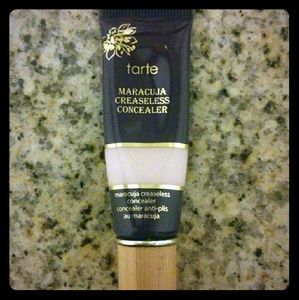 tarte
MARACUJA
CREASELESS
CONCEALER
maracuja creaseless
concealer
concealer anti-plis
au maracuja